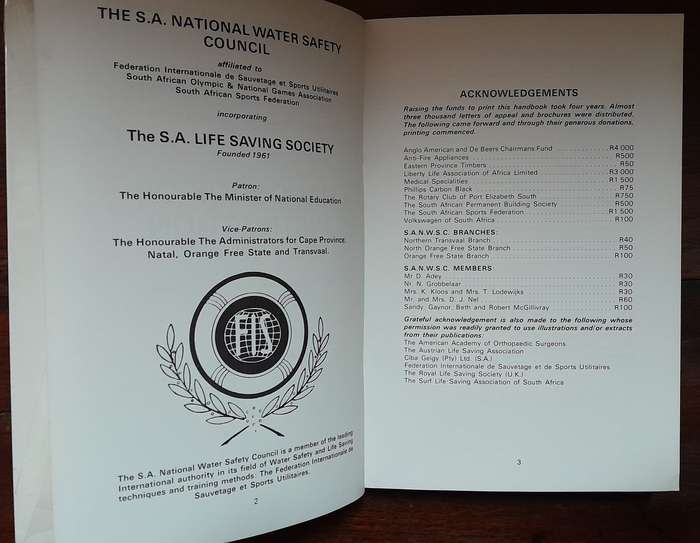 THE S.A. NATIONAL WATER SAFETY
COUNCIL
affiliated to
Federation Internationale de Sauvetage et Sports Utilitaires
South African Olympic & National Games Association
South African Sports Federation
incorporating
The S.A. LIFE SAVING SOCIETY
Founded 1961
Patron:
The Honourable The Minister of National Education
Vice-Patrons:
The Honourable The Administrators for Cape Province,
Natal, Orange Free State and Transvaal.
FIS
The S.A. National Water Safety Council is a member of the leading
International authority in its field of Water Safety and Life Saving
techniques and training methods: The Federation Internationale de
Sauvetage et Sports Utilitaires.
2
ACKNOWLEDGEMENTS
Raising the funds to print this handbook took four years. Almost
three thousand letters of appeal and brochures were distributed.
The following came forward and through their generous donations,
printing commenced.
Anglo American and De Beers Chairmans Fund R4 000
Anti-Fire Appliances R500
Eastern Province Timbers R50
Liberty Life Association of Africa Limited R3 000
Medical Specialities R1 500
Phillips Carbon Black R75
The Rotary Club of Port Elizabeth South R750
The South African Permanent Building Society R500
The South African Sports Federation R1 500
Volkswagen of South Africa R100
S.A.N.W.S.C. BRANCHES:
Northern Transvaal Branch R40
North Orange Free State Branch R50
Orange Free State Branch R100
S.A.N.W.S.C. MEMBERS
Mr D. Adey R30
Mr. N. Grobbelaar R30
Mrs. K. Kloos and Mrs. T. Lodewijks R30
Mr. and Mrs. D. J. Nel R60
Sandy, Gaynor, Beth and Robert McGillivray R100
Grateful acknowledgement is also made to the following whose
permission was readily granted to use illustrations and/or extracts
from their publications:
The American Academy of Orthopaedic Surgeons
The Austrian Life Saving Association
Ciba Geigy (Pty) Ltd. (S.A.)
Federation Internationale de Sauvetage et de Sports Utilitaires
The Royal Life Saving Society (U.K.)
The Surf Life Saving Association of South Africa
3